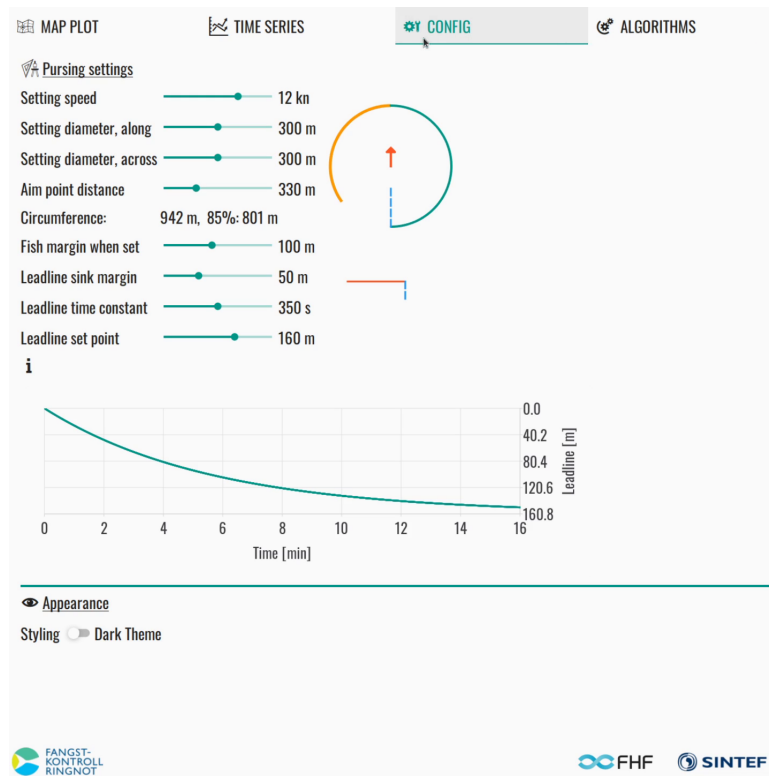 MAP PLOT TIME SERIES CONFIG ALGORITHMS
Pursing settings
Setting speed 12 kn
Setting diameter, along 300 m
Setting diameter, across 300 m
Aim point distance 330 m
Circumference: 942 m, 85%: 801 m
Fish margin when set 100 m
Leadline sink margin 50 m
Leadline time constant 350 s
Leadline set point 160 m
i
0.0
40.2
80.4
120.6
160.8
Leadline [m]
0 2 4 6 8 10 12 14 16
Time [min]
Appearance
Styling Dark Theme
FANGST-
KONTROLL
RINGNOT
FHF SINTEF